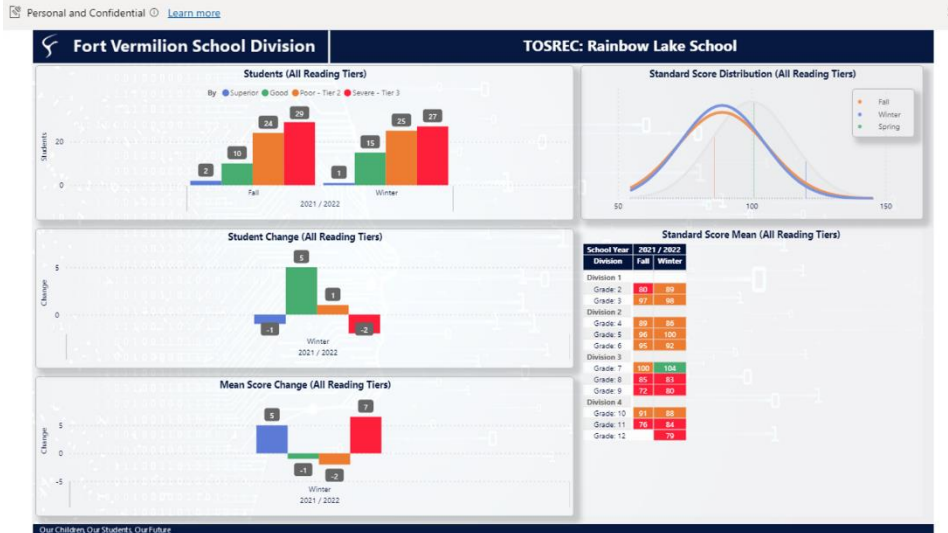 Personal and Confidential Learn more
Fort Vermilion School Division
TOSREC: Rainbow Lake School
Students (All Reading Tiers)
By Superior Good Poor - Tier 2 Severe - Tier 3
Students
20
0
2
10
24
29
1
15
25
27
Fall
Winter
2021 / 2022
Student Change (All Reading Tiers)
Change
5
0
-1
5
1
-2
Winter
2021 / 2022
Mean Score Change (All Reading Tiers)
Change
5
0
-5
5
-1
-2
7
Winter
2021 / 2022
Standard Score Distribution (All Reading Tiers)
Fall
Winter
Spring
50
100
150
Standard Score Mean (All Reading Tiers)
School Year 2021 / 2022
Division Fall Winter
Division 1
Grade: 2 80 89
Grade: 3 97 98
Division 2
Grade: 4 89 86
Grade: 5 96 100
Grade: 6 95 92
Division 3
Grade: 7 100 104
Grade: 8 85 83
Grade: 9 72 80
Division 4
Grade: 10 91 88
Grade: 11 76 84
Grade: 12 79
Our Children, Our Students, Our Future